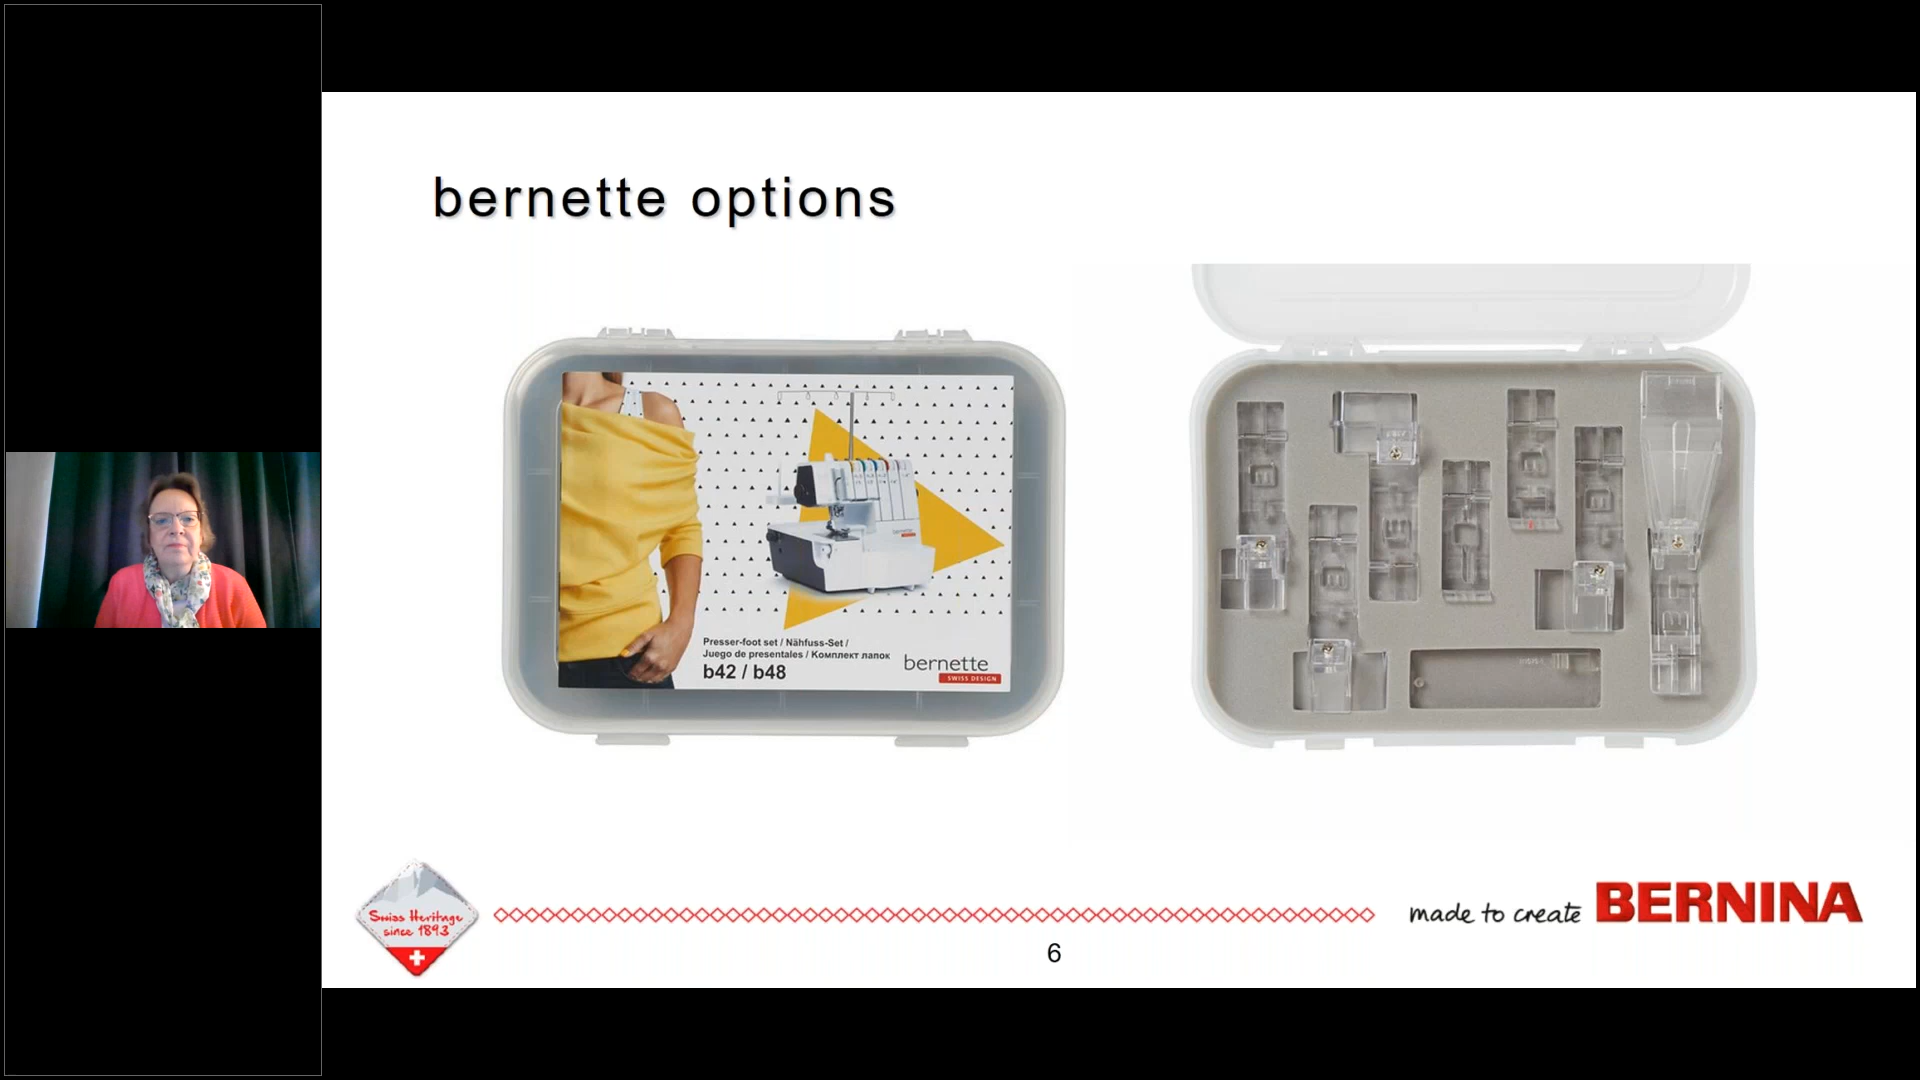 bernette options
Presser-foot set / Nähfuss-Set /
Juego de presentales / Комплект лапок
b42 / b48
bernette
SWISS DESIGN
Swiss Heritage
since 1893
made to create BERNINA
6